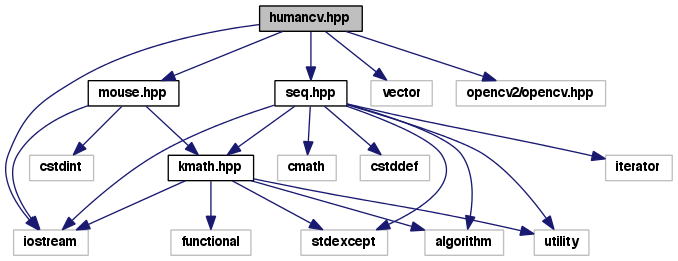 humancv.hpp
mouse.hpp
seq.hpp
vector
opencv2/opencv.hpp
cstdint
kmath.hpp
cmath
cstddef
iterator
iostream
functional
stdexcept
algorithm
utility